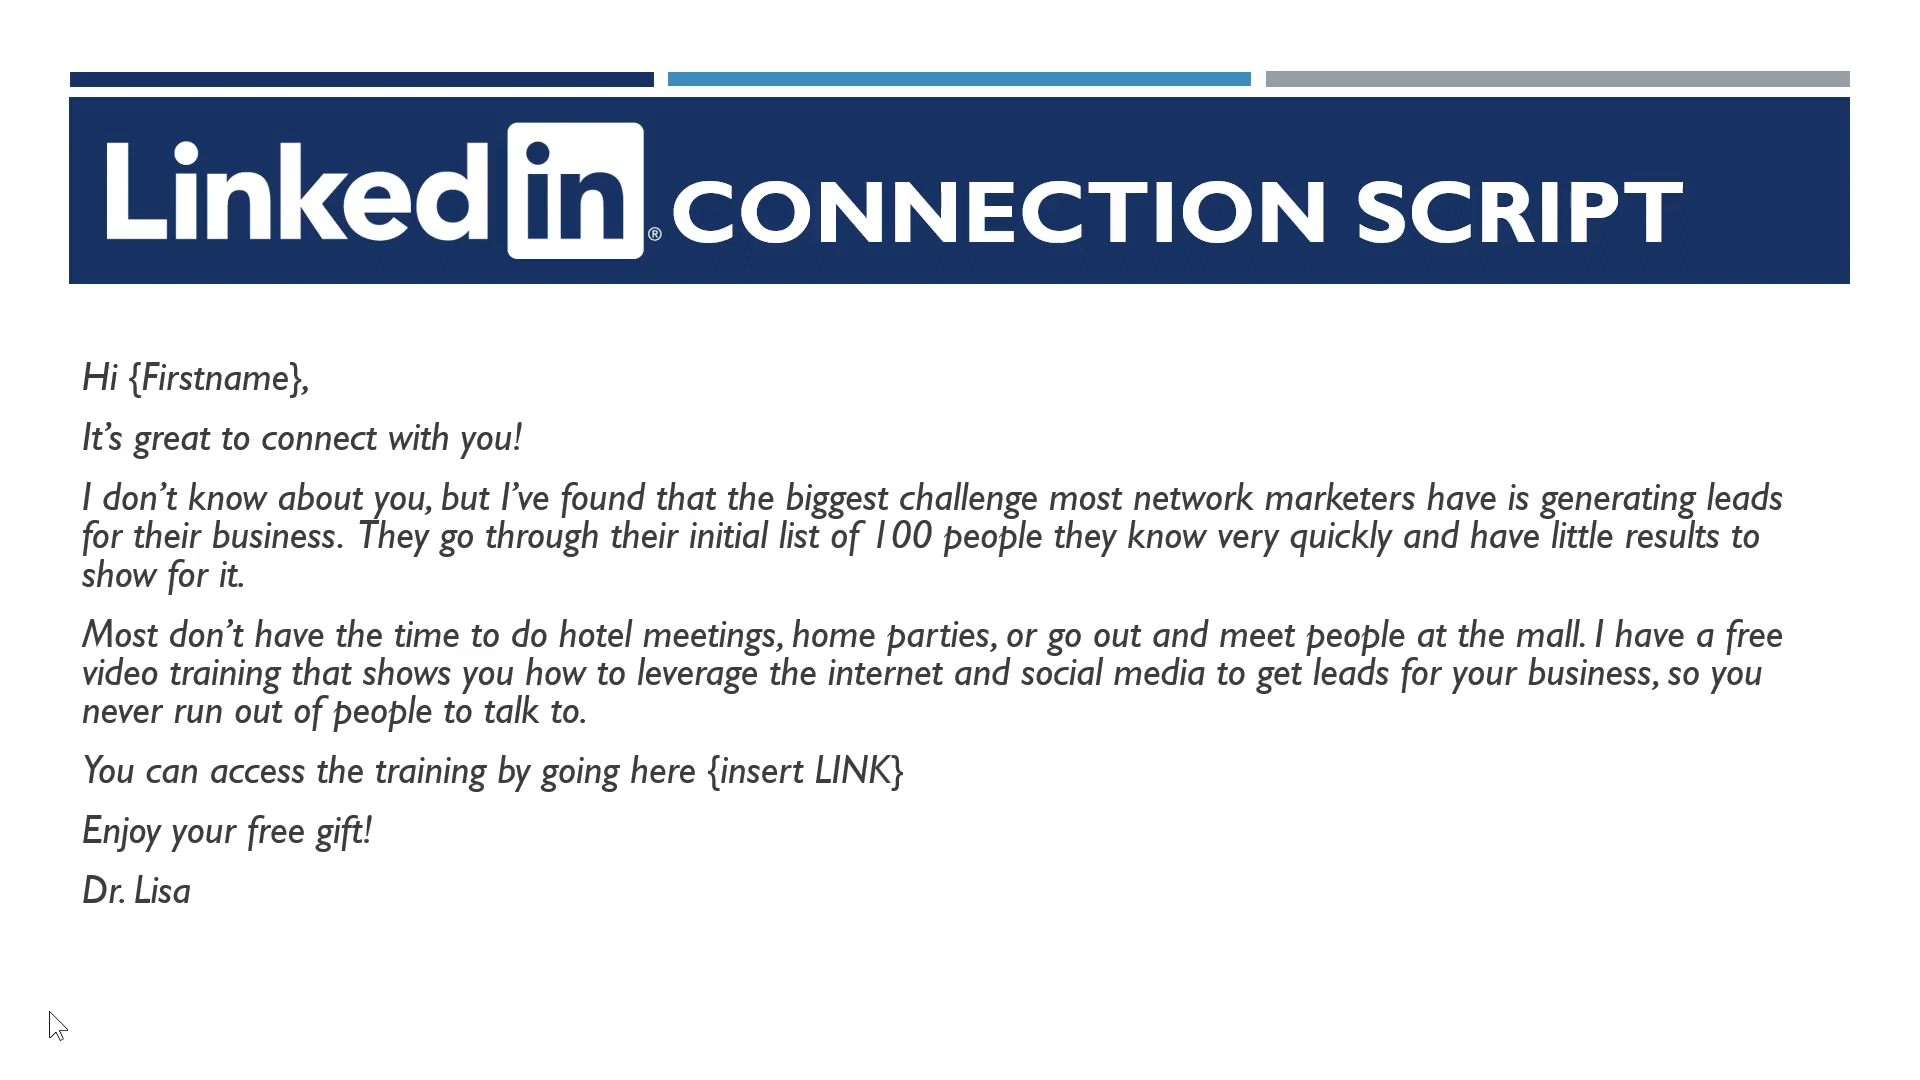 Linked in® CONNECTION SCRIPT
Hi {Firstname},
It’s great to connect with you!
I don’t know about you, but I’ve found that the biggest challenge most network marketers have is generating leads
for their business.  They go through their initial list of 100 people they know very quickly and have little results to
show for it.
Most don’t have the time to do hotel meetings, home parties, or go out and meet people at the mall. I have a free
video training that shows you how to leverage the internet and social media to get leads for your business, so you
never run out of people to talk to.
You can access the training by going here {insert LINK}
Enjoy your free gift!
Dr. Lisa